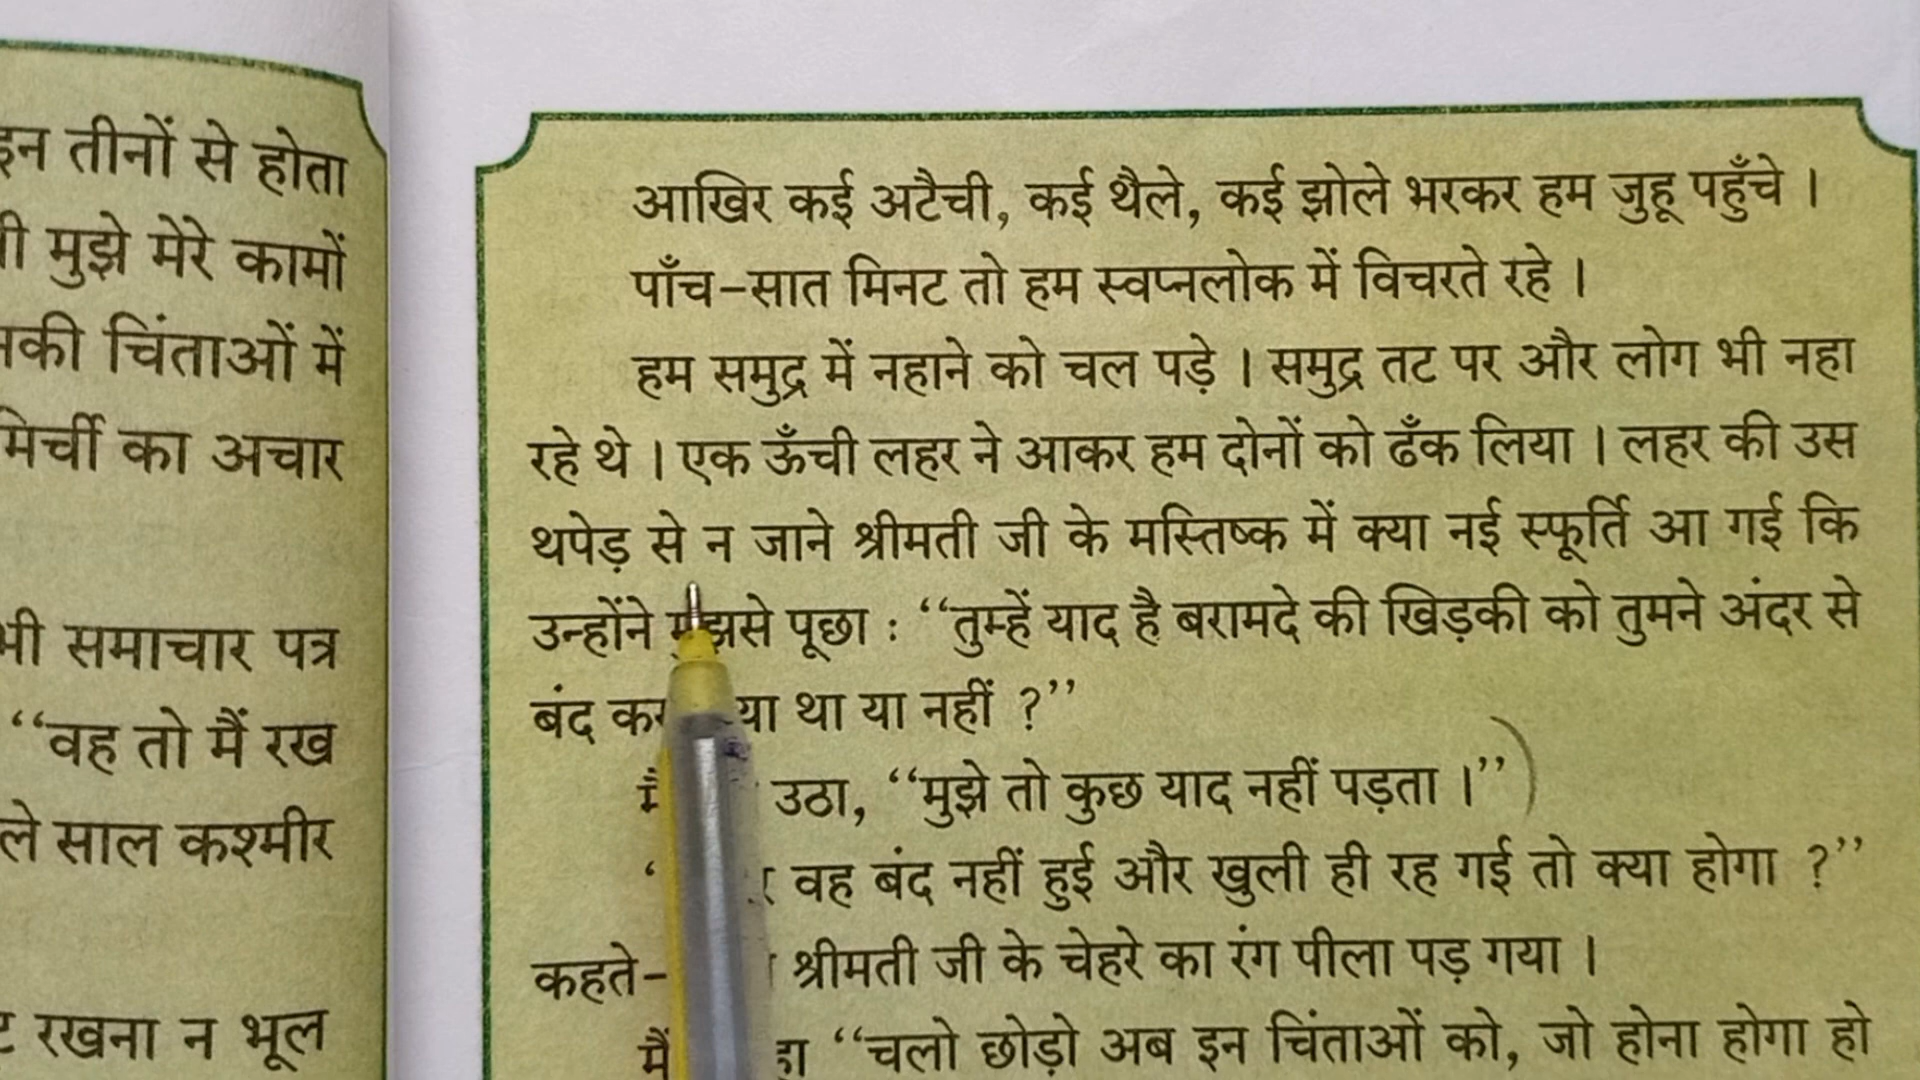 इन तीनों से होता
मुझे मेरे कामों
चिंताओं में
मिर्ची का अचार
भी समाचार पत्र
‘‘वह तो मैं रख
साल कश्मीर
रखना न भूल
आखिर कई अटैची, कई थैले, कई झोले भरकर हम जुहू पहुँचे ।
पाँच-सात मिनट तो हम स्वप्नलोक में विचरते रहे ।
हम समुद्र में नहाने को चल पड़े । समुद्र तट पर और लोग भी नहा
रहे थे । एक ऊँची लहर ने आकर हम दोनों को ढँक लिया । लहर की उस
थपेड़ से न जाने श्रीमती जी के मस्तिष्क में क्या नई स्फूर्ति आ गई कि
उन्होंने मुझसे पूछा : ‘‘तुम्हें याद है बरामदे की खिड़की को तुमने अंदर से
बंद था या नहीं ?’’
उठा, ‘‘मुझे तो कुछ याद नहीं पड़ता ।’’
वह बंद नहीं हुई और खुली ही रह गई तो क्या होगा ?’’
कहते- श्रीमती जी के चेहरे का रंग पीला पड़ गया ।
‘‘चलो छोड़ो अब इन चिंताओं को, जो होना होगा हो